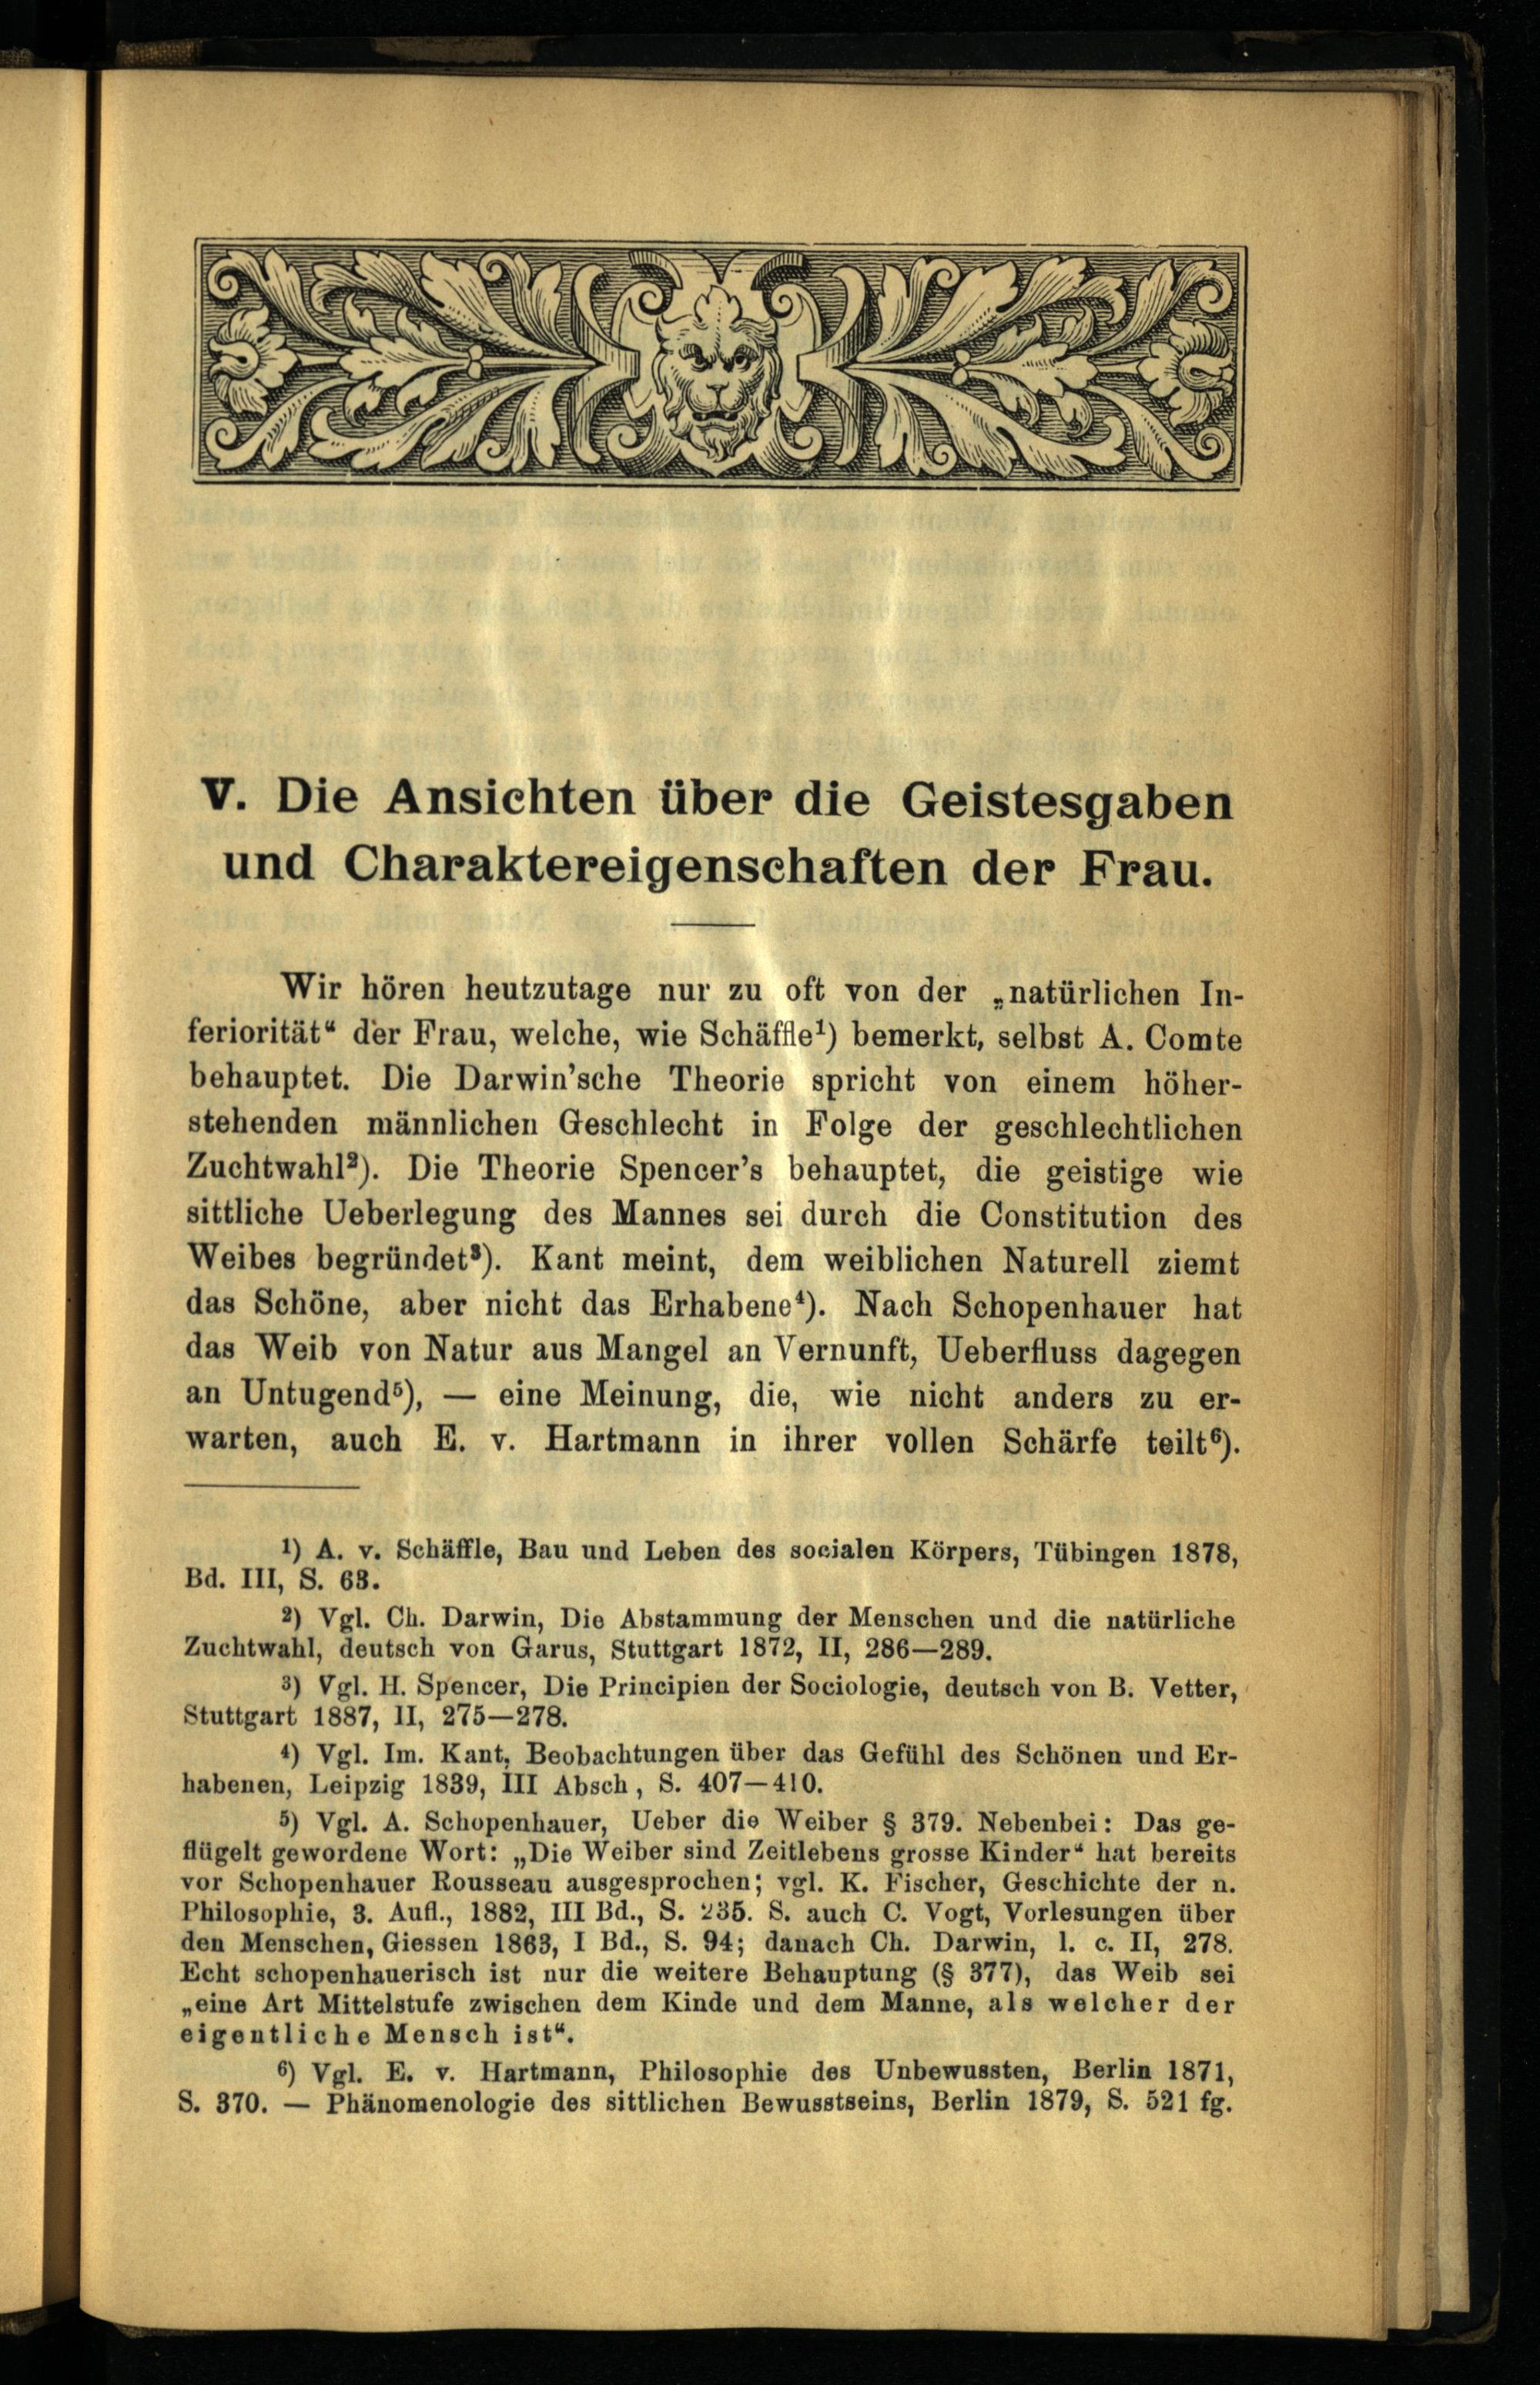 V. Die Ansichten über die Geistesgaben
und Charaktereigenschaften der Frau.
Wir hören heutzutage nur zu oft von der „natürlichen In-
feriorität“ der Frau, welche, wie Schäffle¹) bemerkt, selbst A. Comte
behauptet. Die Darwin’sche Theorie spricht von einem höher-
stehenden männlichen Geschlecht in Folge der geschlechtlichen
Zuchtwahl²). Die Theorie Spencer’s behauptet, die geistige wie
sittliche Ueberlegung des Mannes sei durch die Constitution des
Weibes begründet³). Kant meint, dem weiblichen Naturell ziemt
das Schöne, aber nicht das Erhabene⁴). Nach Schopenhauer hat
das Weib von Natur aus Mangel an Vernunft, Ueberfluss dagegen
an Untugend⁵), — eine Meinung, die, wie nicht anders zu er-
warten, auch E. v. Hartmann in ihrer vollen Schärfe teilt⁶).
¹) A. v. Schäffle, Bau und Leben des socialen Körpers, Tübingen 1878,
Bd. III, S. 63.
²) Vgl. Ch. Darwin, Die Abstammung der Menschen und die natürliche
Zuchtwahl, deutsch von Garus, Stuttgart 1872, II, 286—289.
³) Vgl. H. Spencer, Die Principien der Sociologie, deutsch von B. Vetter,
Stuttgart 1887, II, 275—278.
⁴) Vgl. Im. Kant, Beobachtungen über das Gefühl des Schönen und Er-
habenen, Leipzig 1839, III Absch, S. 407—410.
⁵) Vgl. A. Schopenhauer, Ueber die Weiber § 379. Nebenbei: Das ge-
flügelt gewordene Wort: „Die Weiber sind Zeitlebens grosse Kinder“ hat bereits
vor Schopenhauer Rousseau ausgesprochen; vgl. K. Fischer, Geschichte der n.
Philosophie, 3. Aufl., 1882, III Bd., S. 235. S. auch C. Vogt, Vorlesungen über
den Menschen, Giessen 1863, I Bd., S. 94; danach Ch. Darwin, l. c. II, 278.
Echt schopenhauerisch ist nur die weitere Behauptung (§ 377), das Weib sei
„eine Art Mittelstufe zwischen dem Kinde und dem Manne, als welcher der
eigentliche Mensch ist“.
⁶) Vgl. E. v. Hartmann, Philosophie des Unbewussten, Berlin 1871,
S. 370. — Phänomenologie des sittlichen Bewusstseins, Berlin 1879, S. 521 fg.